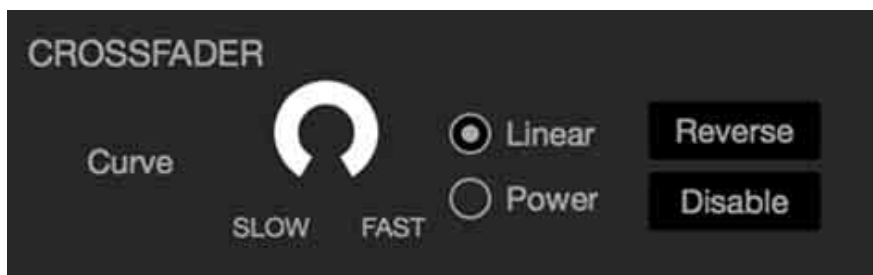 CROSSFADER
Curve
SLOW FAST
Linear
Power
Reverse
Disable